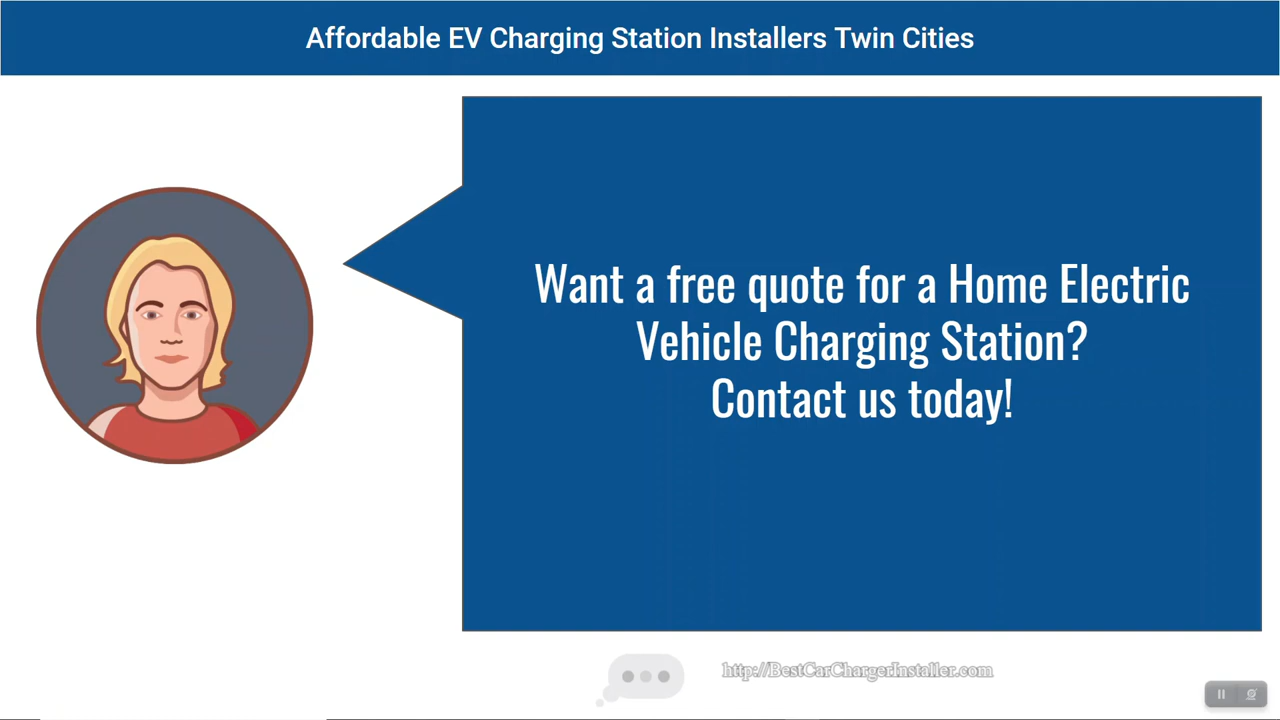 Affordable EV Charging Station Installers Twin Cities
Want a free quote for a Home Electric
Vehicle Charging Station?
Contact us today!
http://BestCarChargerInstaller.com